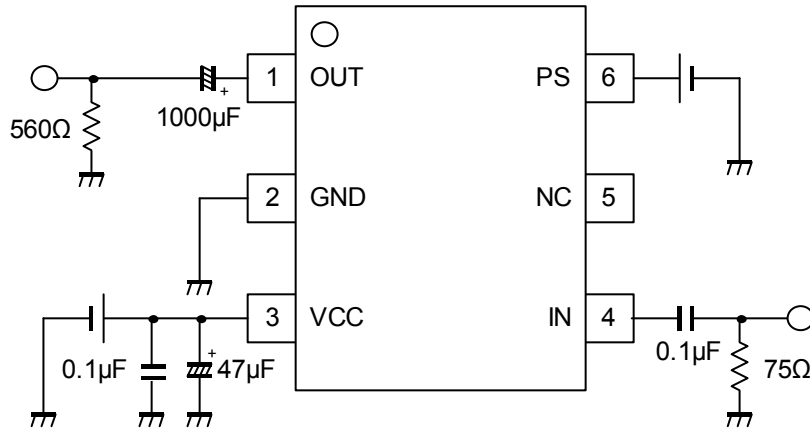 1 OUT PS 6
+
1000µF
560Ω
2 GND NC 5
3 VCC IN 4
+
0.1µF 47µF
0.1µF
75Ω